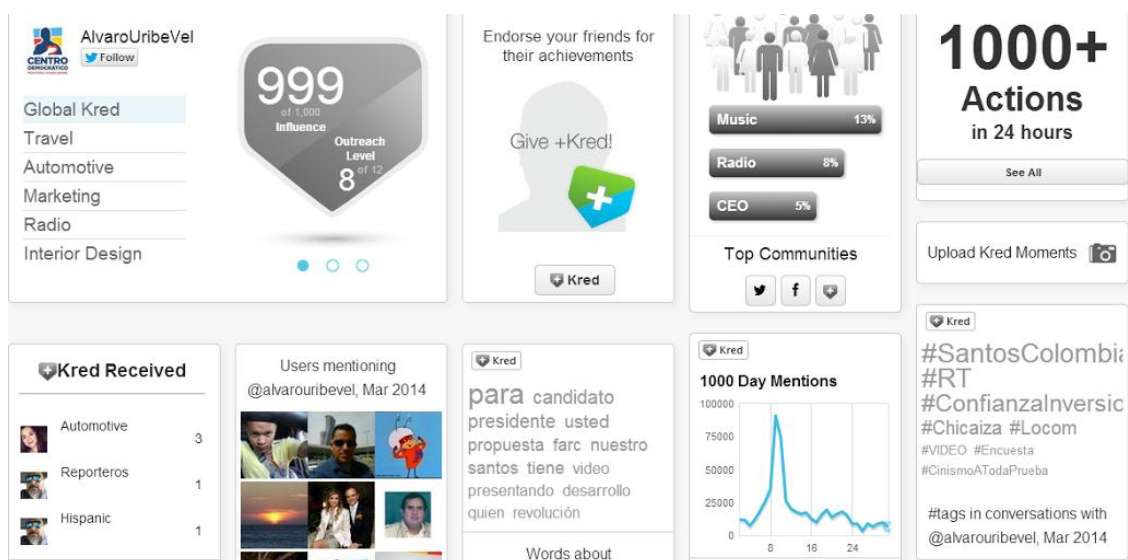 CENTRO
DEMOCRÁTICO
AlvaroUribeVel
Follow
Global Kred
Travel
Automotive
Marketing
Radio
Interior Design
999
of 1,000
Influence
Outreach
Level
8 of 12
Endorse your friends for
their achievements
Give +Kred!
Kred
Music 13%
Radio 8%
CEO 5%
Top Communities
1000+
Actions
in 24 hours
See All
Upload Kred Moments
Kred Received
Automotive 3
Reporteros 1
Hispanic 1
Users mentioning
@alvarouribevel, Mar 2014
Kred
para candidato
presidente usted
propuesta farc nuestro
santos tiene video
presentando desarrollo
quien revolución
Words about
Kred
1000 Day Mentions
100000
75000
50000
25000
0
8 16 24
Kred
#SantosColombia
#RT
#ConfianzaInversic
#Chicaiza #Locom
#VIDEO #Encuesta
#CinismoATodaPrueba
#tags in conversations with
@alvarouribevel, Mar 2014